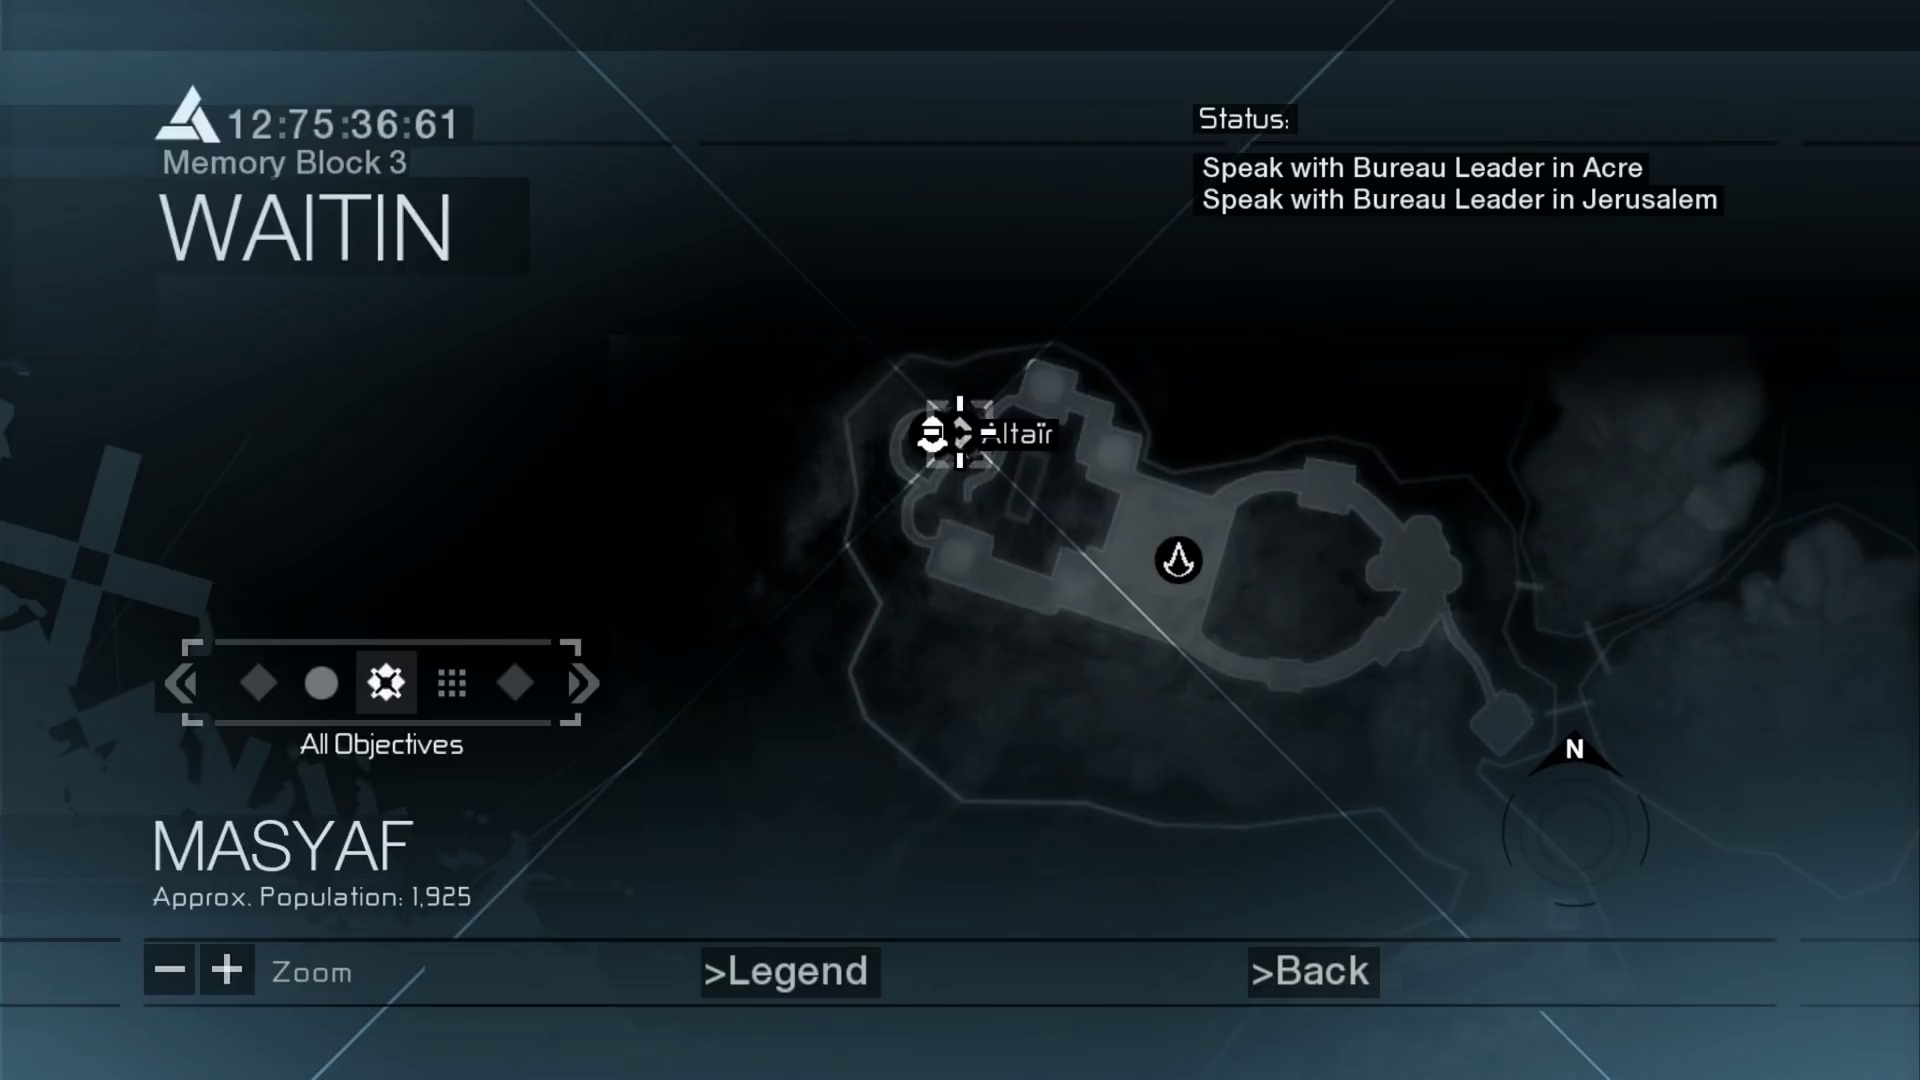 12:75:36:61
Memory Block 3
WAITIN
Status:
Speak with Bureau Leader in Acre
Speak with Bureau Leader in Jerusalem
Altaïr
All Objectives
N
MASYAF
Approx. Population: 1,925
Zoom
>Legend
>Back